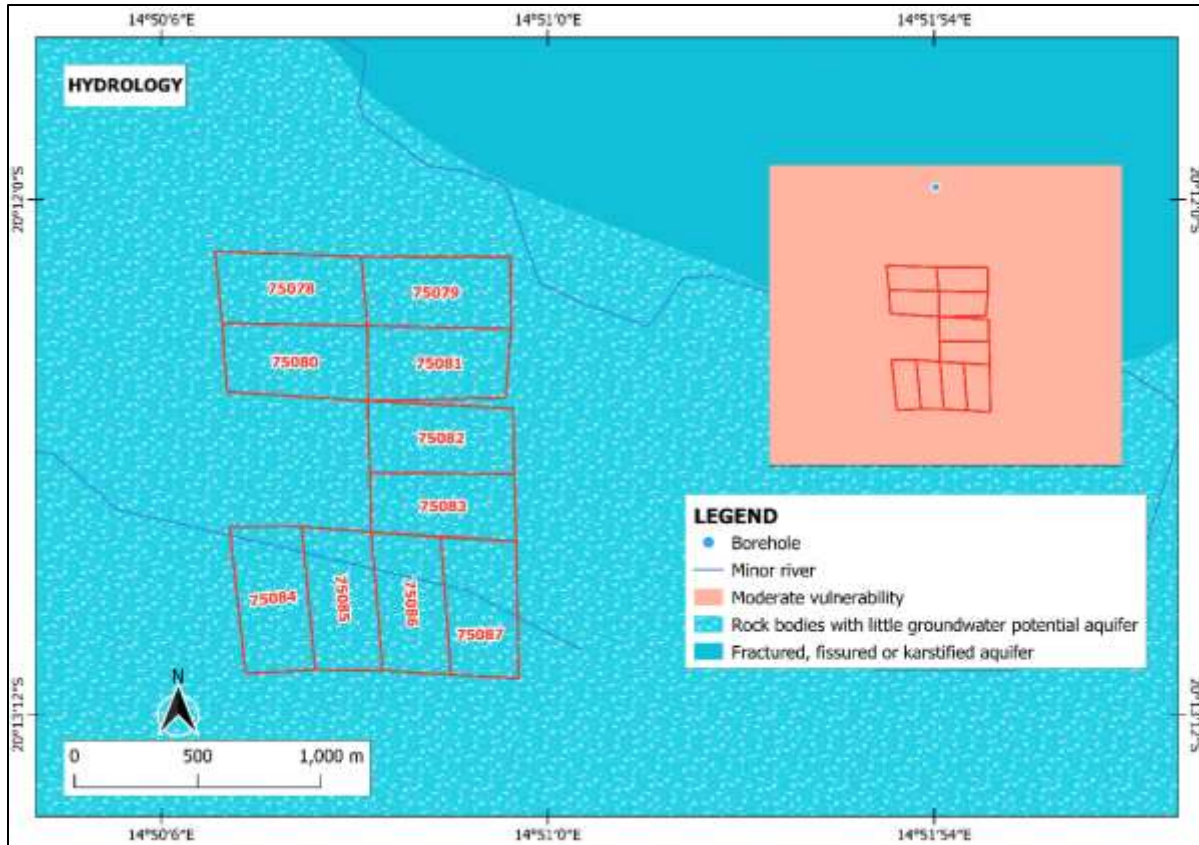 14°50'6"E 14°51'0"E 14°51'54"E
HYDROLOGY
20°12'0"S 20°12'0"S
75078 75079
75080 75081
75082
75083
75084 75085 75086 75087
LEGEND
Borehole
Minor river
Moderate vulnerability
Rock bodies with little groundwater potential aquifer
Fractured, fissured or karstified aquifer
N
20°13'12"S 20°13'12"S
0 500 1,000 m
14°50'6"E 14°51'0"E 14°51'54"E